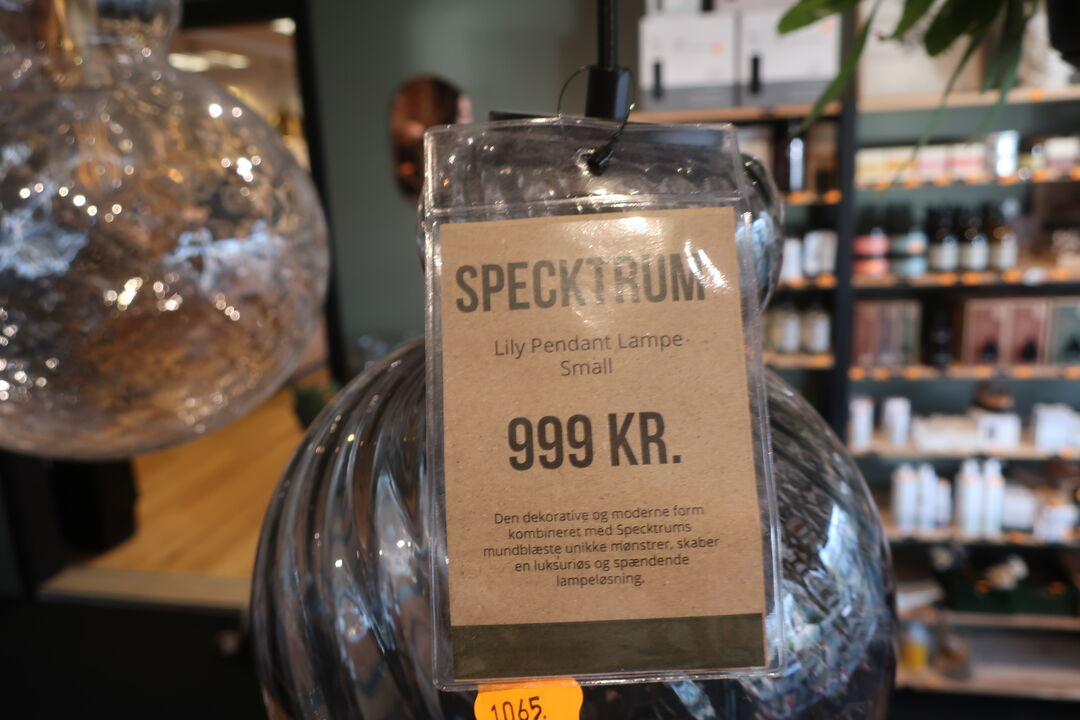 SPECKTRUM
Lily Pendant Lampe
Small
999 KR.
Den dekorative og moderne form
kombineret med Specktrums
mundblæste unikke mønstrer, skaber
en luksuriøs og spændende
lampeløsning.
1065.